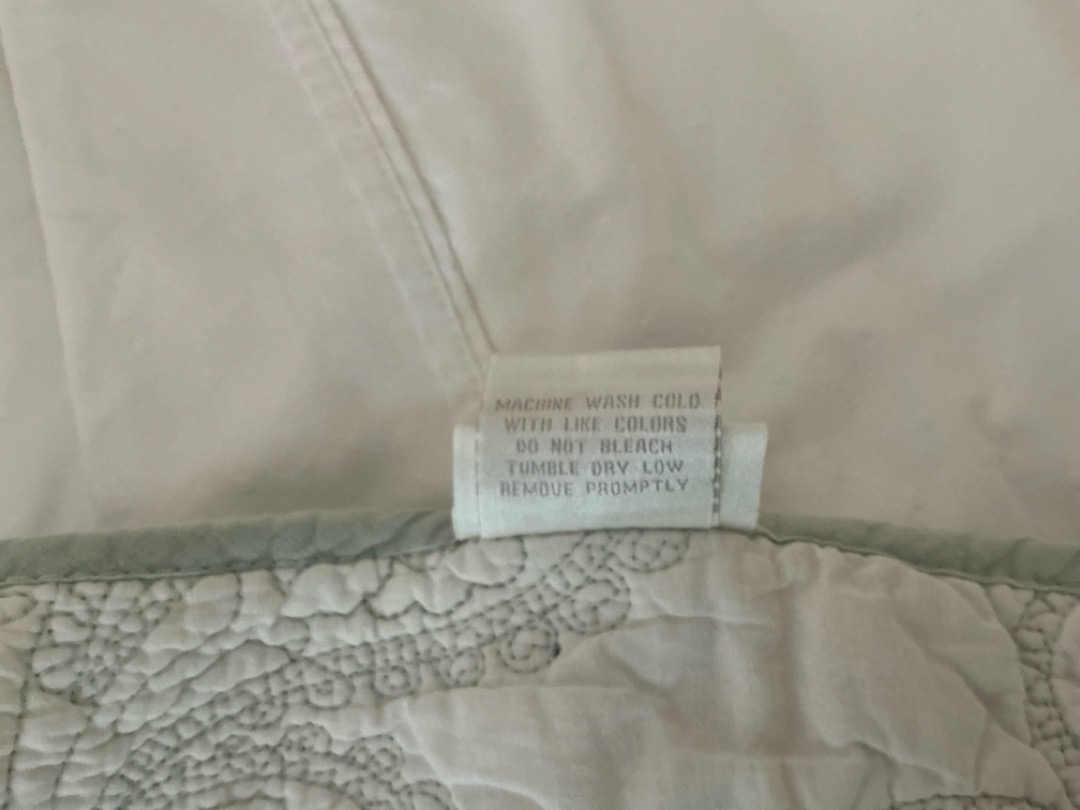 MACHINE WASH COLD
WITH LIKE COLORS
DO NOT BLEACH
TUMBLE DRY LOW
REMOVE PROMPTLY